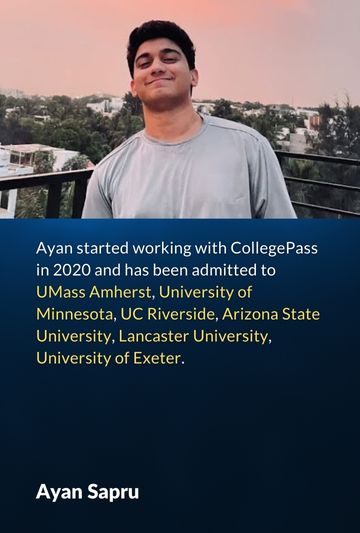 Ayan started working with CollegePass
in 2020 and has been admitted to
UMass Amherst, University of
Minnesota, UC Riverside, Arizona State
University, Lancaster University,
University of Exeter.
Ayan Sapru